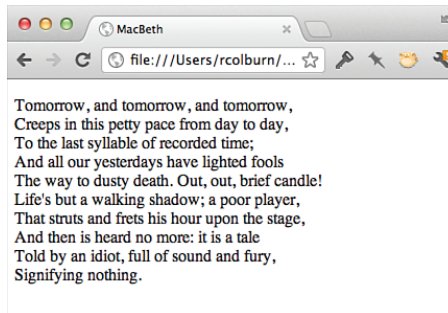 MacBeth
file:///Users/rcolburn/...
Tomorrow, and tomorrow, and tomorrow,
Creeps in this petty pace from day to day,
To the last syllable of recorded time;
And all our yesterdays have lighted fools
The way to dusty death. Out, out, brief candle!
Life's but a walking shadow; a poor player,
That struts and frets his hour upon the stage,
And then is heard no more: it is a tale
Told by an idiot, full of sound and fury,
Signifying nothing.